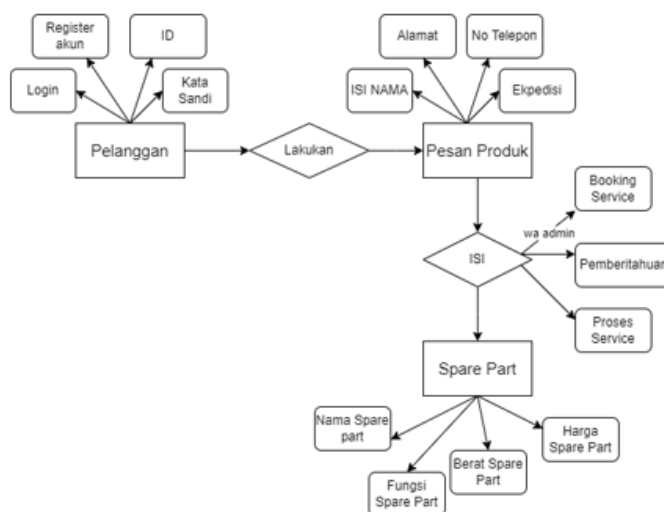 Register
akun
ID
Login
Kata
Sandi
Alamat
No Telepon
ISI NAMA
Ekpedisi
Pelanggan
Lakukan
Pesan Produk
Booking
Service
wa admin
ISI
Pemberitahuar
Proses
Service
Spare Part
Nama Spare
part
Fungsi
Spare Part
Berat Spare
Part
Harga
Spare Part